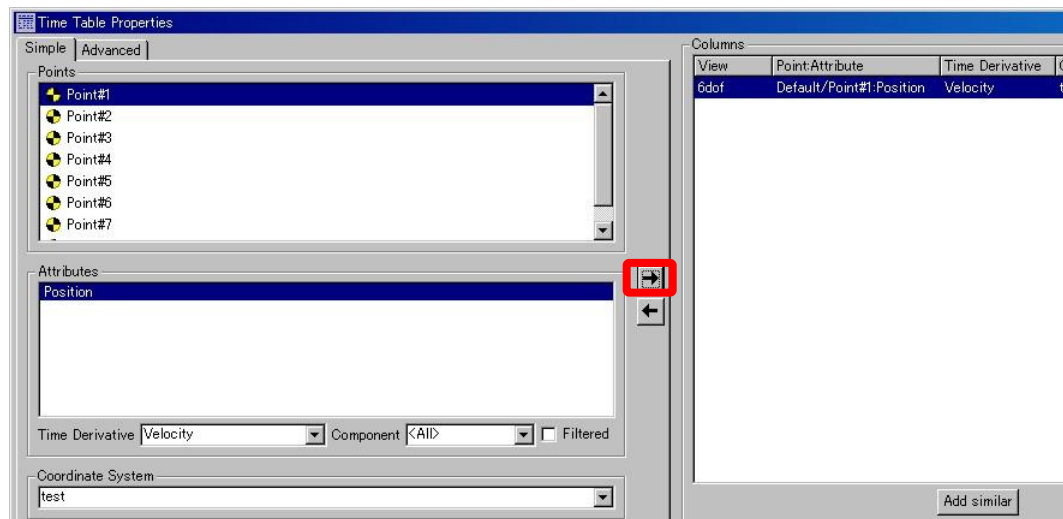 Time Table Properties
Simple
Advanced
Points
Point#1
Point#2
Point#3
Point#4
Point#5
Point#6
Point#7
Attributes
Position
Time Derivative Velocity Component <All> Filtered
Coordinate System
test
Columns
View Point:Attribute Time Derivative
6dof Default/Point#1:Position Velocity
Add similar